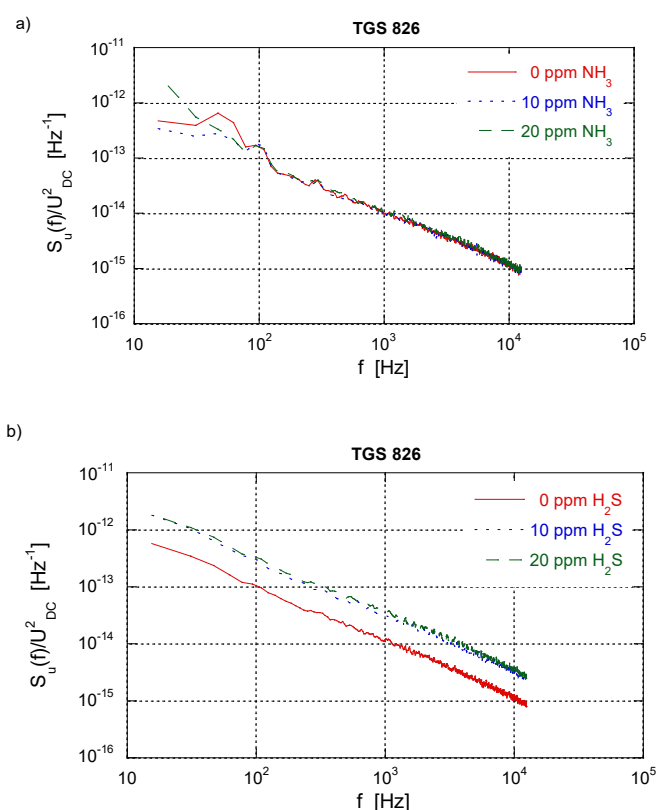 a)
TGS 826
10⁻¹¹
10⁻¹²
10⁻¹³
10⁻¹⁴
10⁻¹⁵
10⁻¹⁶
Sᵤ(f)/U²_DC [Hz⁻¹]
0 ppm NH₃
10 ppm NH₃
20 ppm NH₃
10 10² 10³ 10⁴ 10⁵
f [Hz]
b)
TGS 826
10⁻¹¹
10⁻¹²
10⁻¹³
10⁻¹⁴
10⁻¹⁵
10⁻¹⁶
Sᵤ(f)/U²_DC [Hz⁻¹]
0 ppm H₂S
10 ppm H₂S
20 ppm H₂S
10 10² 10³ 10⁴ 10⁵
f [Hz]